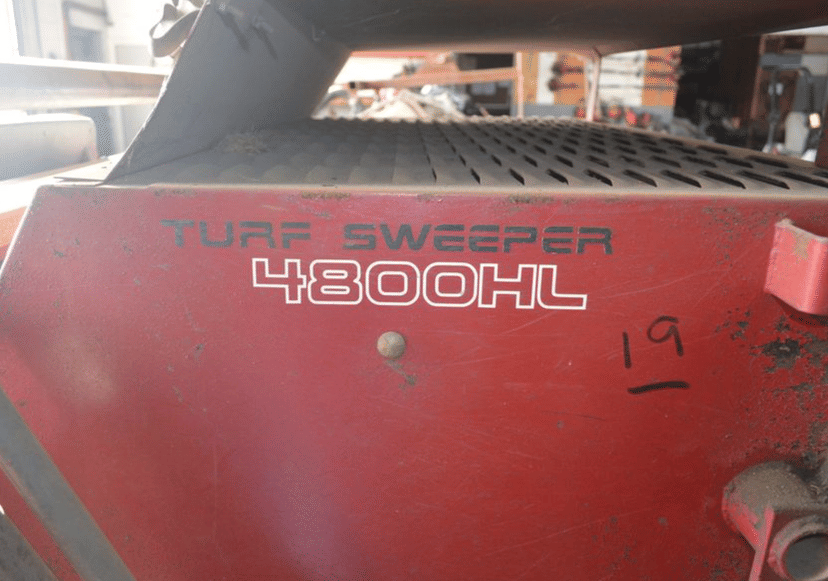 TURF SWEEPER
4800HL
19